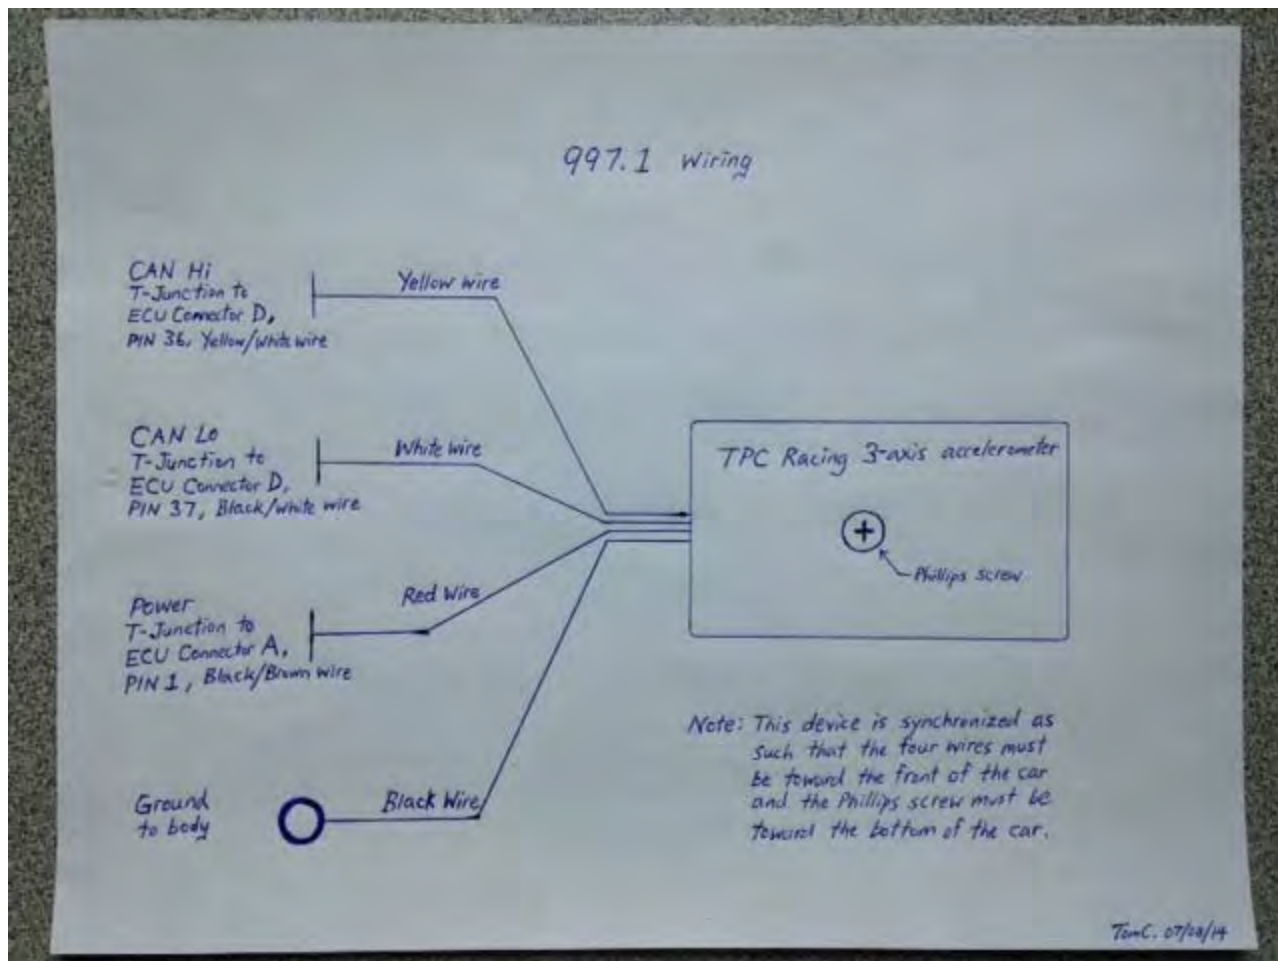 997.1 Wiring
CAN Hi
T-Junction to
ECU Connector D,
PIN 36, Yellow/white wire
Yellow wire
CAN Lo
T-Junction to
ECU Connector D,
PIN 37, Black/white wire
White wire
Power
T-Junction to
ECU Connector A,
PIN 1, Black/Brown wire
Red Wire
Ground
to body
Black Wire
TPC Racing 3-axis accelerometer
Phillips screw
Note: This device is synchronized as
such that the four wires must
be toward the front of the car
and the Phillips screw must be
toward the bottom of the car.
TomC. 07/28/14